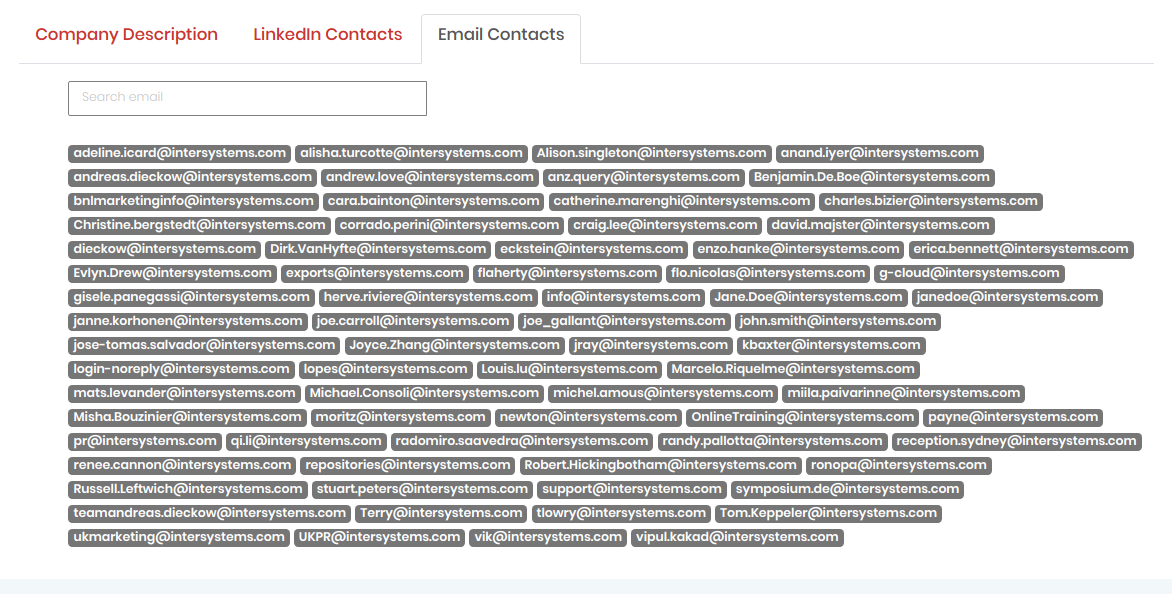 Company Description LinkedIn Contacts Email Contacts
Search email
adeline.icard@intersystems.com alisha.turcotte@intersystems.com Alison.singleton@intersystems.com anand.iyer@intersystems.com
andreas.dieckow@intersystems.com andrew.love@intersystems.com anz.query@intersystems.com Benjamin.De.Boe@intersystems.com
bnlmarketinginfo@intersystems.com cara.bainton@intersystems.com catherine.marenghi@intersystems.com charles.bizier@intersystems.com
Christine.bergstedt@intersystems.com corrado.perini@intersystems.com craig.lee@intersystems.com david.majster@intersystems.com
dieckow@intersystems.com Dirk.VanHyfte@intersystems.com eckstein@intersystems.com enzo.hanke@intersystems.com erica.bennett@intersystems.com
Evlyn.Drew@intersystems.com exports@intersystems.com flaherty@intersystems.com flo.nicolas@intersystems.com g-cloud@intersystems.com
gisele.panegassi@intersystems.com herve.riviere@intersystems.com info@intersystems.com Jane.Doe@intersystems.com janedoe@intersystems.com
janne.korhonen@intersystems.com joe.carroll@intersystems.com joe_gallant@intersystems.com john.smith@intersystems.com
jose-tomas.salvador@intersystems.com Joyce.Zhang@intersystems.com jray@intersystems.com kbaxter@intersystems.com
login-noreply@intersystems.com lopes@intersystems.com Louis.lu@intersystems.com Marcelo.Riquelme@intersystems.com
mats.levander@intersystems.com Michael.Consoli@intersystems.com michel.amous@intersystems.com miila.paivarinne@intersystems.com
Misha.Bouzinier@intersystems.com moritz@intersystems.com newton@intersystems.com OnlineTraining@intersystems.com payne@intersystems.com
pr@intersystems.com qi.li@intersystems.com radomiro.saavedra@intersystems.com randy.pallotta@intersystems.com reception.sydney@intersystems.com
renee.cannon@intersystems.com repositories@intersystems.com Robert.Hickingbotham@intersystems.com ronopa@intersystems.com
Russell.Leftwich@intersystems.com stuart.peters@intersystems.com support@intersystems.com symposium.de@intersystems.com
teamandreas.dieckow@intersystems.com Terry@intersystems.com tlowry@intersystems.com Tom.Keppeler@intersystems.com
ukmarketing@intersystems.com UKPR@intersystems.com vik@intersystems.com vipul.kakad@intersystems.com